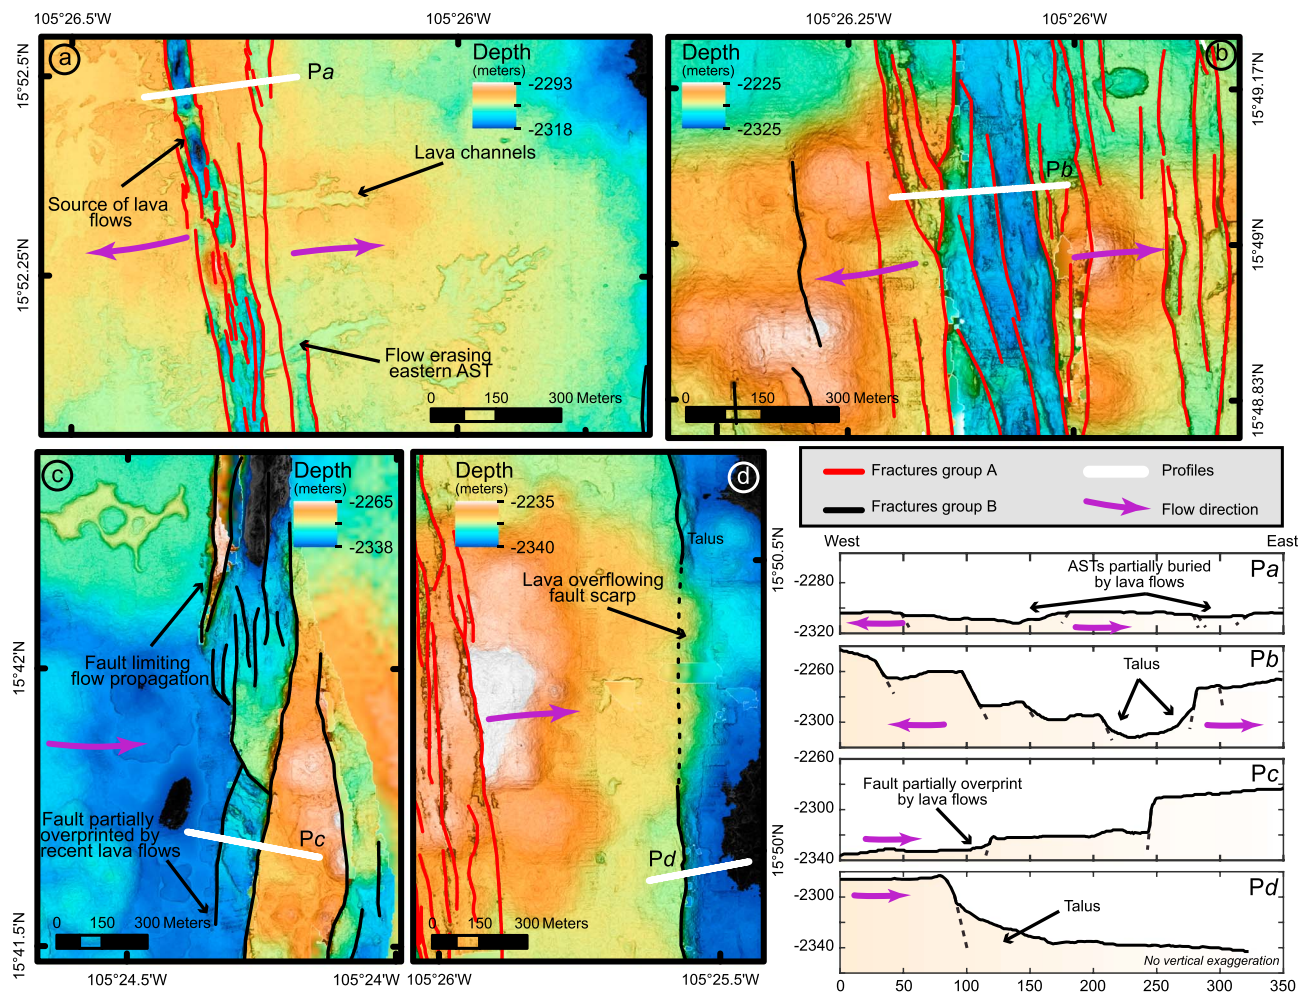 105°26.5'W
105°26'W
105°26.25'W
105°26'W
15°52.5'N
15°52.25'N
a
Pa
Depth
(meters)
-2293
-2318
Lava channels
Source of lava
flows
Flow erasing
eastern AST
0
150
300 Meters
b
Depth
(meters)
-2225
-2325
Pb
0
150
300 Meters
15°49.17'N
15°49'N
15°48.83'N
c
Depth
(meters)
-2265
-2338
Fault limiting
flow propagation
Fault partially
overprinted by
recent lava flows
Pc
0
150
300 Meters
15°42'N
15°41.5'N
105°24.5'W
105°24'W
d
Depth
(meters)
-2235
-2340
Talus
Lava overflowing
fault scarp
Pd
0
150
300 Meters
15°50.5'N
15°50'N
105°26'W
105°25.5'W
Fractures group A
Profiles
Fractures group B
Flow direction
West
East
ASTs partially buried
by lava flows
Pa
-2280
-2320
Pb
Talus
-2260
-2300
-2260
Pc
Fault partially overprint
by lava flows
-2300
-2340
Pd
-2300
Talus
-2340
No vertical exaggeration
0
50
100
150
200
250
300
350